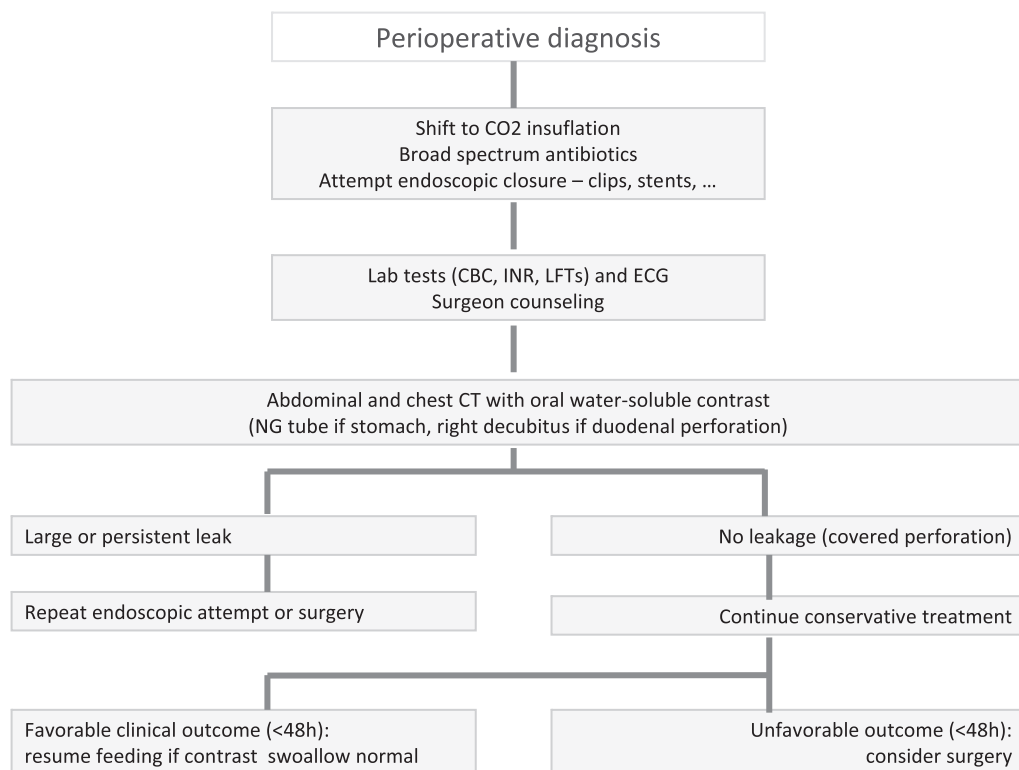 Perioperative diagnosis
Shift to CO2 insuflation
Broad spectrum antibiotics
Attempt endoscopic closure – clips, stents, ...
Lab tests (CBC, INR, LFTs) and ECG
Surgeon counseling
Abdominal and chest CT with oral water-soluble contrast
(NG tube if stomach, right decubitus if duodenal perforation)
Large or persistent leak
No leakage (covered perforation)
Repeat endoscopic attempt or surgery
Continue conservative treatment
Favorable clinical outcome (<48h):
resume feeding if contrast  swoallow normal
Unfavorable outcome (<48h):
consider surgery